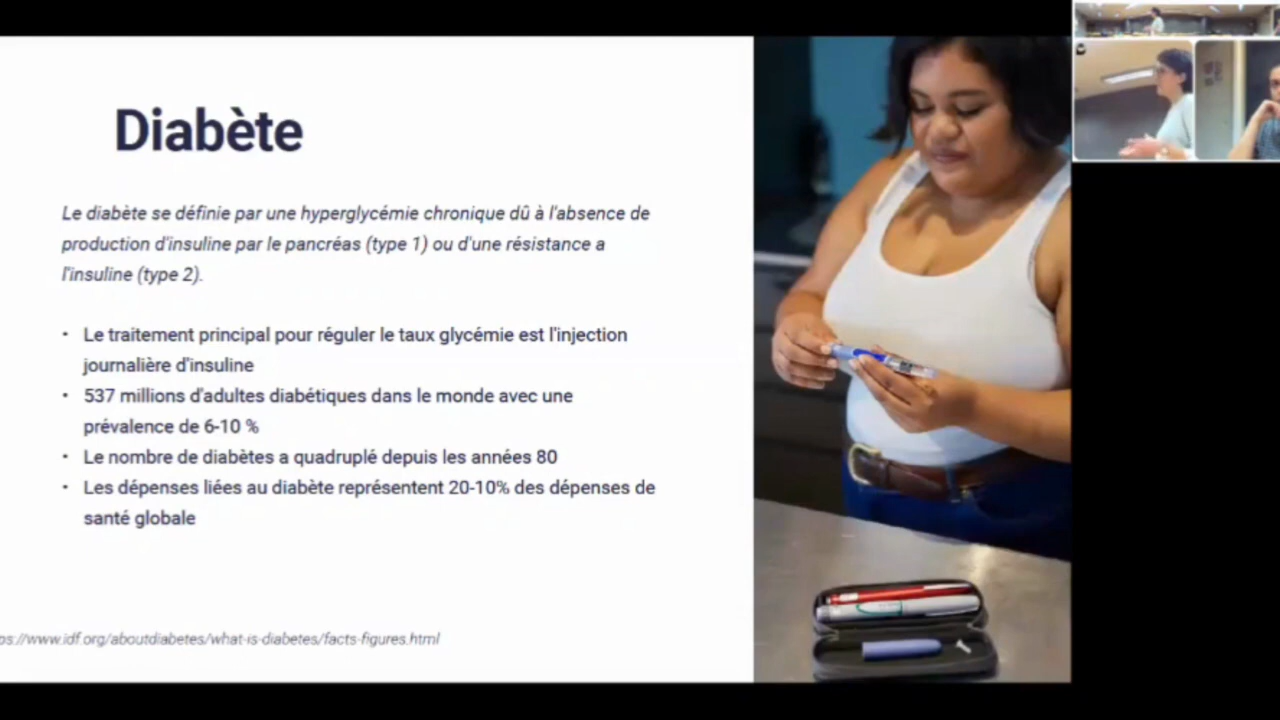 Diabète
Le diabète se définie par une hyperglycémie chronique dû à l'absence de
production d'insuline par le pancréas (type 1) ou d'une résistance a
l'insuline (type 2).
• Le traitement principal pour réguler le taux glycémie est l'injection
journalière d'insuline
• 537 millions d'adultes diabétiques dans le monde avec une
prévalence de 6-10 %
• Le nombre de diabètes a quadruplé depuis les années 80
• Les dépenses liées au diabète représentent 20-10% des dépenses de
santé globale
ps://www.idf.org/aboutdiabetes/what-is-diabetes/facts-figures.html